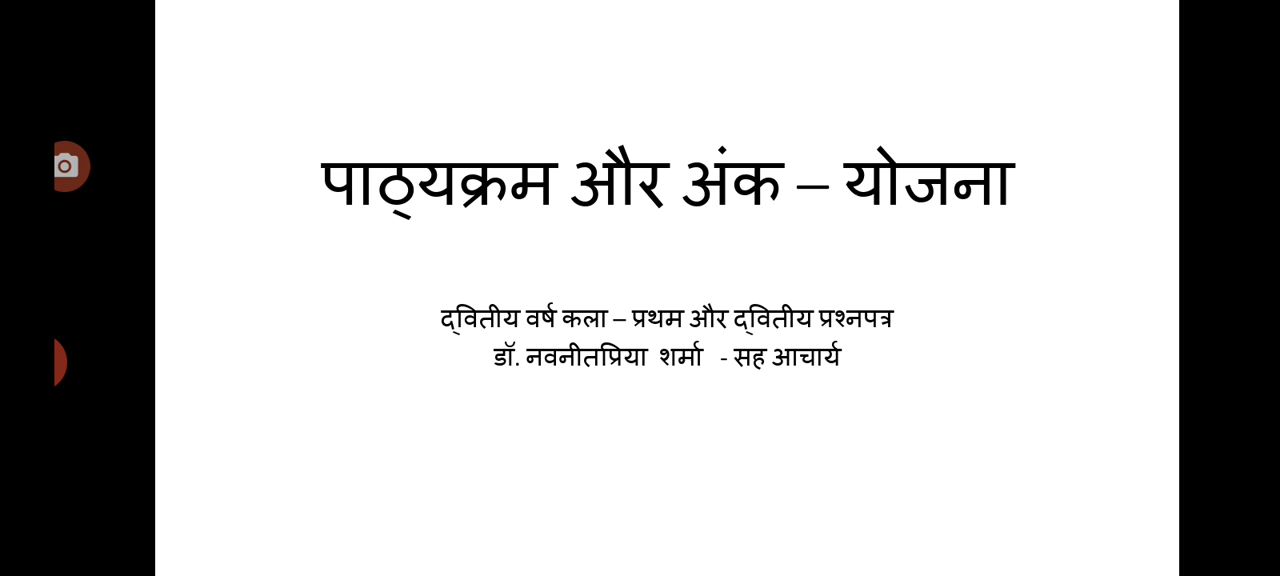 पाठ्यक्रम और अंक – योजना
द्वितीय वर्ष कला – प्रथम और द्वितीय प्रश्नपत्र
डॉ. नवनीतप्रिया शर्मा - सह आचार्य